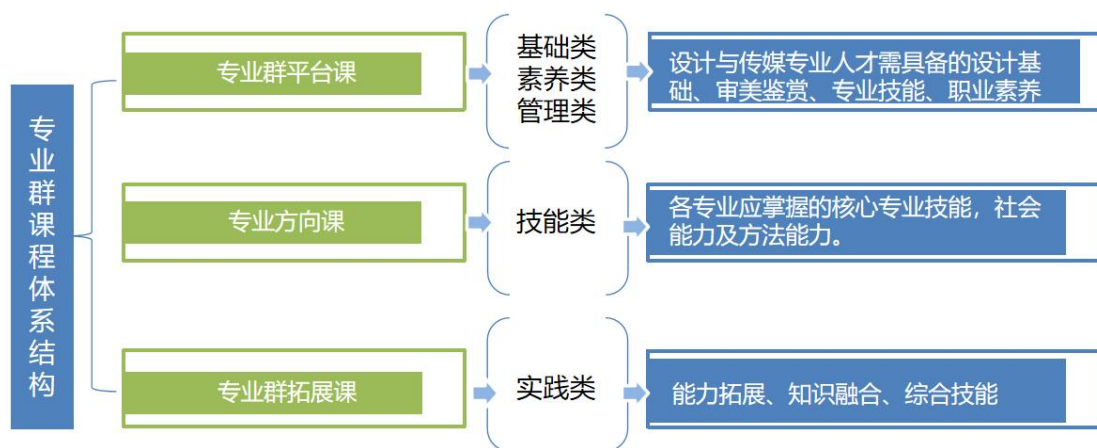 专业群课程体系结构
专业群平台课
基础类
素养类
管理类
设计与传媒专业人才需具备的设计基
础、审美鉴赏、专业技能、职业素养
专业方向课
技能类
各专业应掌握的核心专业技能，社会
能力及方法能力。
专业群拓展课
实践类
能力拓展、知识融合、综合技能